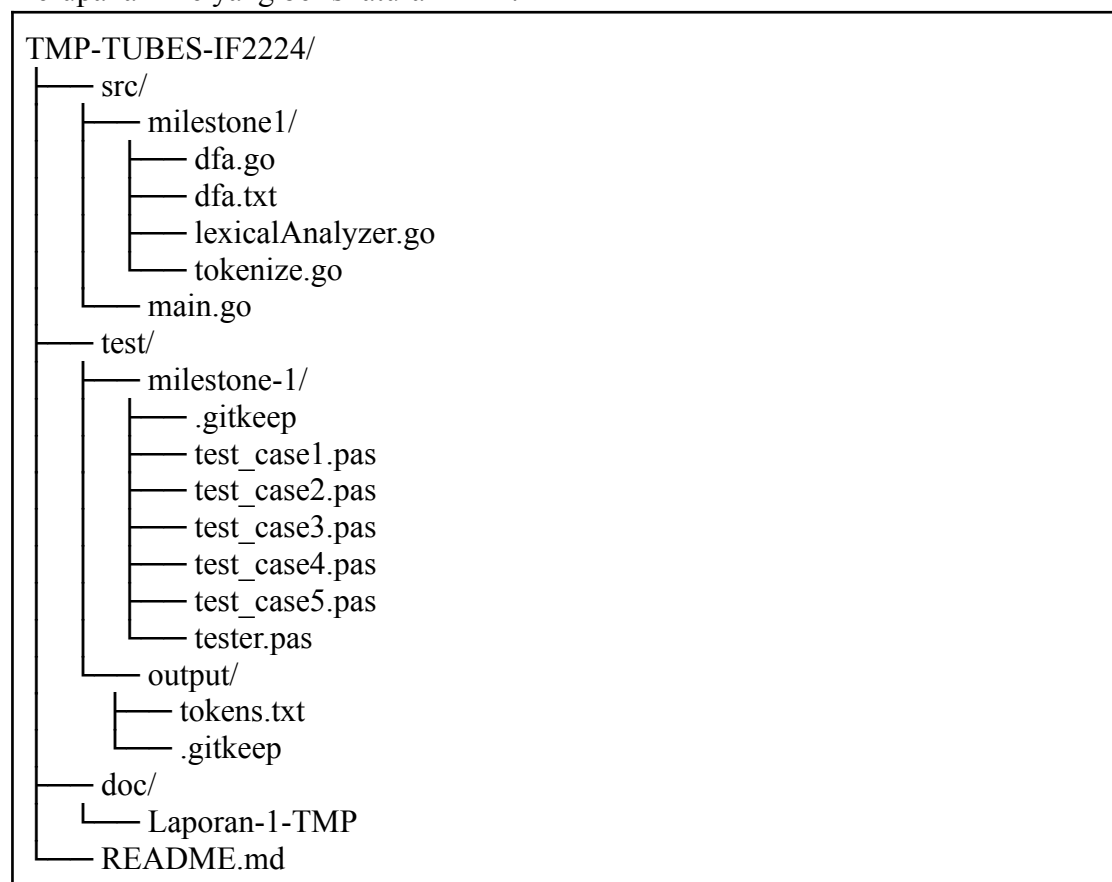 TMP-TUBES-IF2224/
├── src/
│   ├── milestone1/
│   │   ├── dfa.go
│   │   ├── dfa.txt
│   │   ├── lexicalAnalyzer.go
│   │   └── tokenize.go
│   └── main.go
├── test/
│   ├── milestone-1/
│   │   ├── .gitkeep
│   │   ├── test_case1.pas
│   │   ├── test_case2.pas
│   │   ├── test_case3.pas
│   │   ├── test_case4.pas
│   │   ├── test_case5.pas
│   │   └── tester.pas
│   └── output/
│       ├── tokens.txt
│       └── .gitkeep
├── doc/
│   └── Laporan-1-TMP
└── README.md